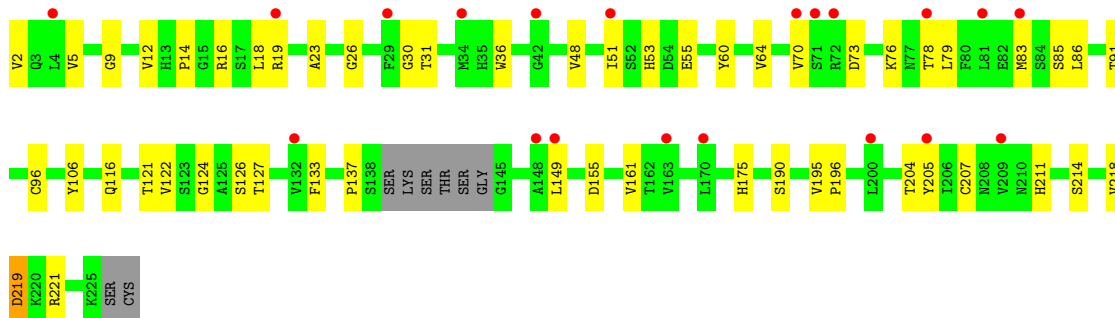 V2 Q3 L4 V5 G9 V12 H13 P14 G15 R16 S17 L18 R19 A23 G26 F29 G30 T31 M34 H35 W36 G42 V48 I51 S52 H53 D54 E55 Y60 V64 V70 S71 R72 D73 K76 N77 T78 L79 F80 L81 E82 M83 S84 S85 L86 T91
C96 Y106 Q116 T121 V122 S123 G124 A125 S126 T127 V132 F133 P137 S138 SER LYS SER THR SER GLY G145 A148 L149 D155 V161 T162 V163 L170 H175 S190 V195 P196 L200 T204 Y205 I206 C207 N208 V209 N210 H211 S214
D219 K220 R221 K225 SER CYS